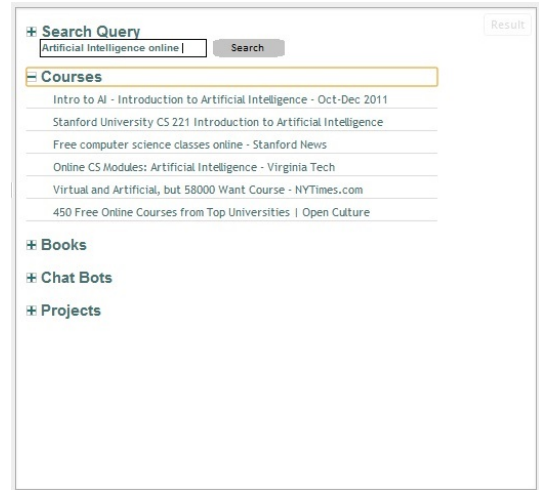 Result
Search Query
Artificial Intelligence online
Search
Courses
Intro to AI - Introduction to Artificial Intelligence - Oct-Dec 2011
Stanford University CS 221 Introduction to Artificial Intelligence
Free computer science classes online - Stanford News
Online CS Modules: Artificial Intelligence - Virginia Tech
Virtual and Artificial, but 58000 Want Course - NYTimes.com
450 Free Online Courses from Top Universities | Open Culture
Books
Chat Bots
Projects